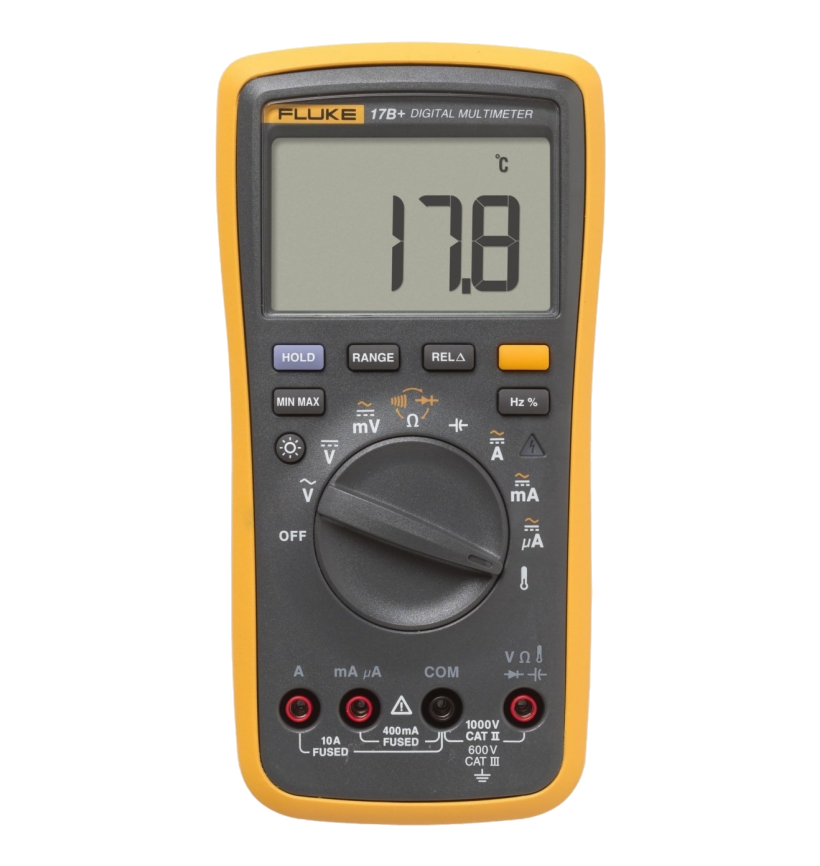 FLUKE 17B+ DIGITAL MULTIMETER
°C
17.8
HOLD RANGE REL△
MIN MAX Hz %
mV Ω
V A
V mA
OFF µA
A mA µA COM V Ω
10A FUSED
400mA FUSED
1000V CAT II
600V CAT III